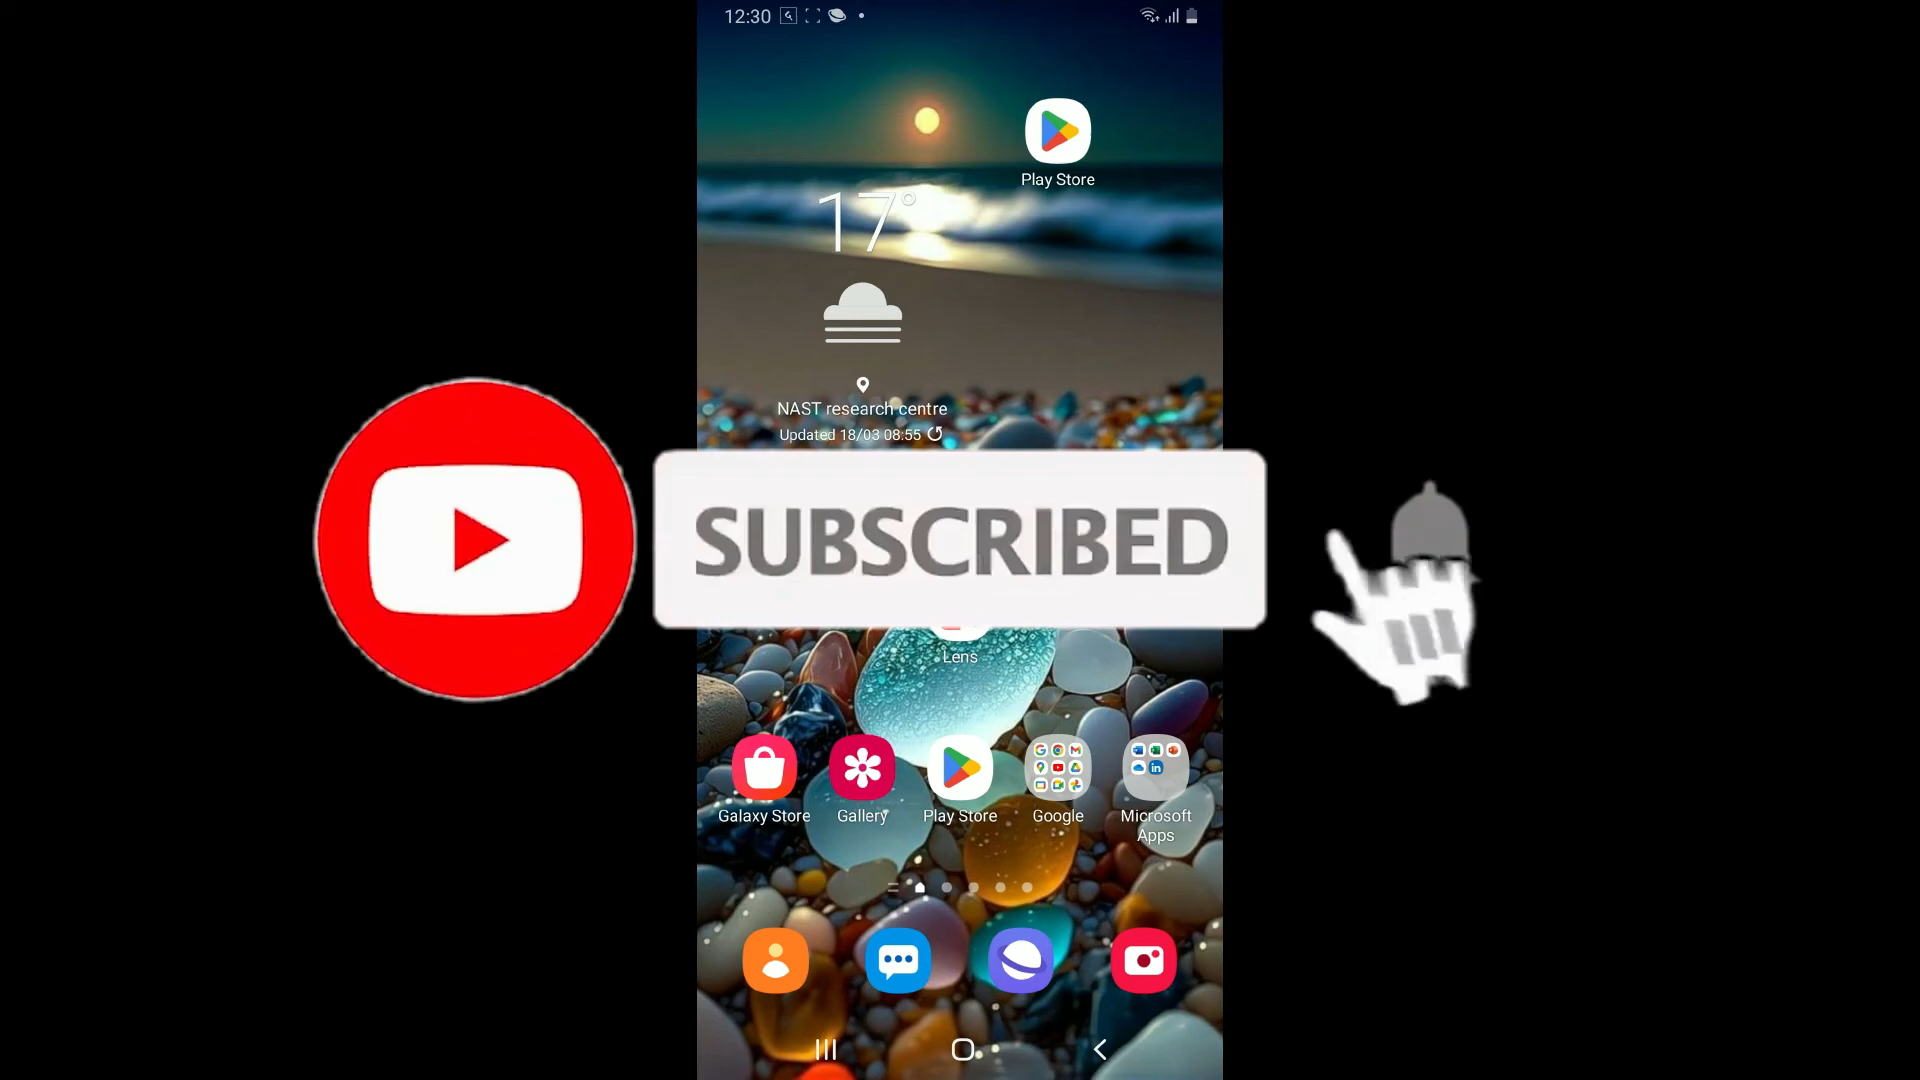 12:30
Play Store
17°
NAST research centre
Updated 18/03 08:55
SUBSCRIBED
Lens
Galaxy Store
Gallery
Play Store
Google
Microsoft
Apps